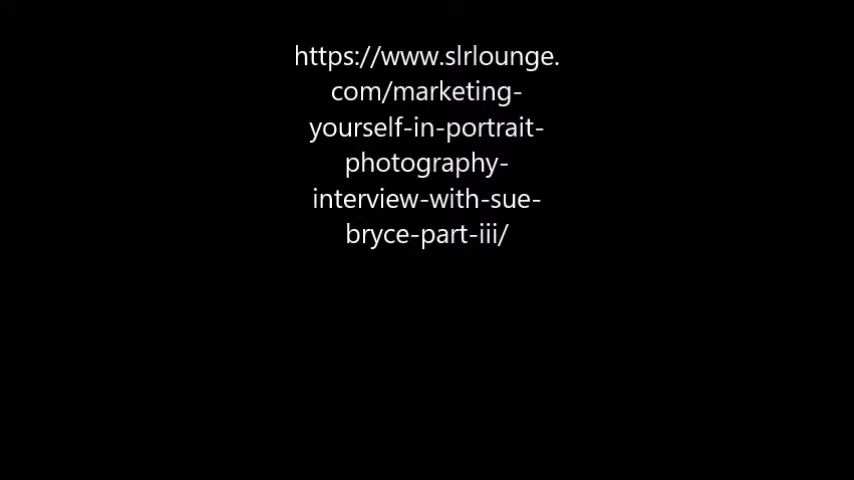 https://www.slrlounge.
com/marketing-
yourself-in-portrait-
photography-
interview-with-sue-
bryce-part-iii/